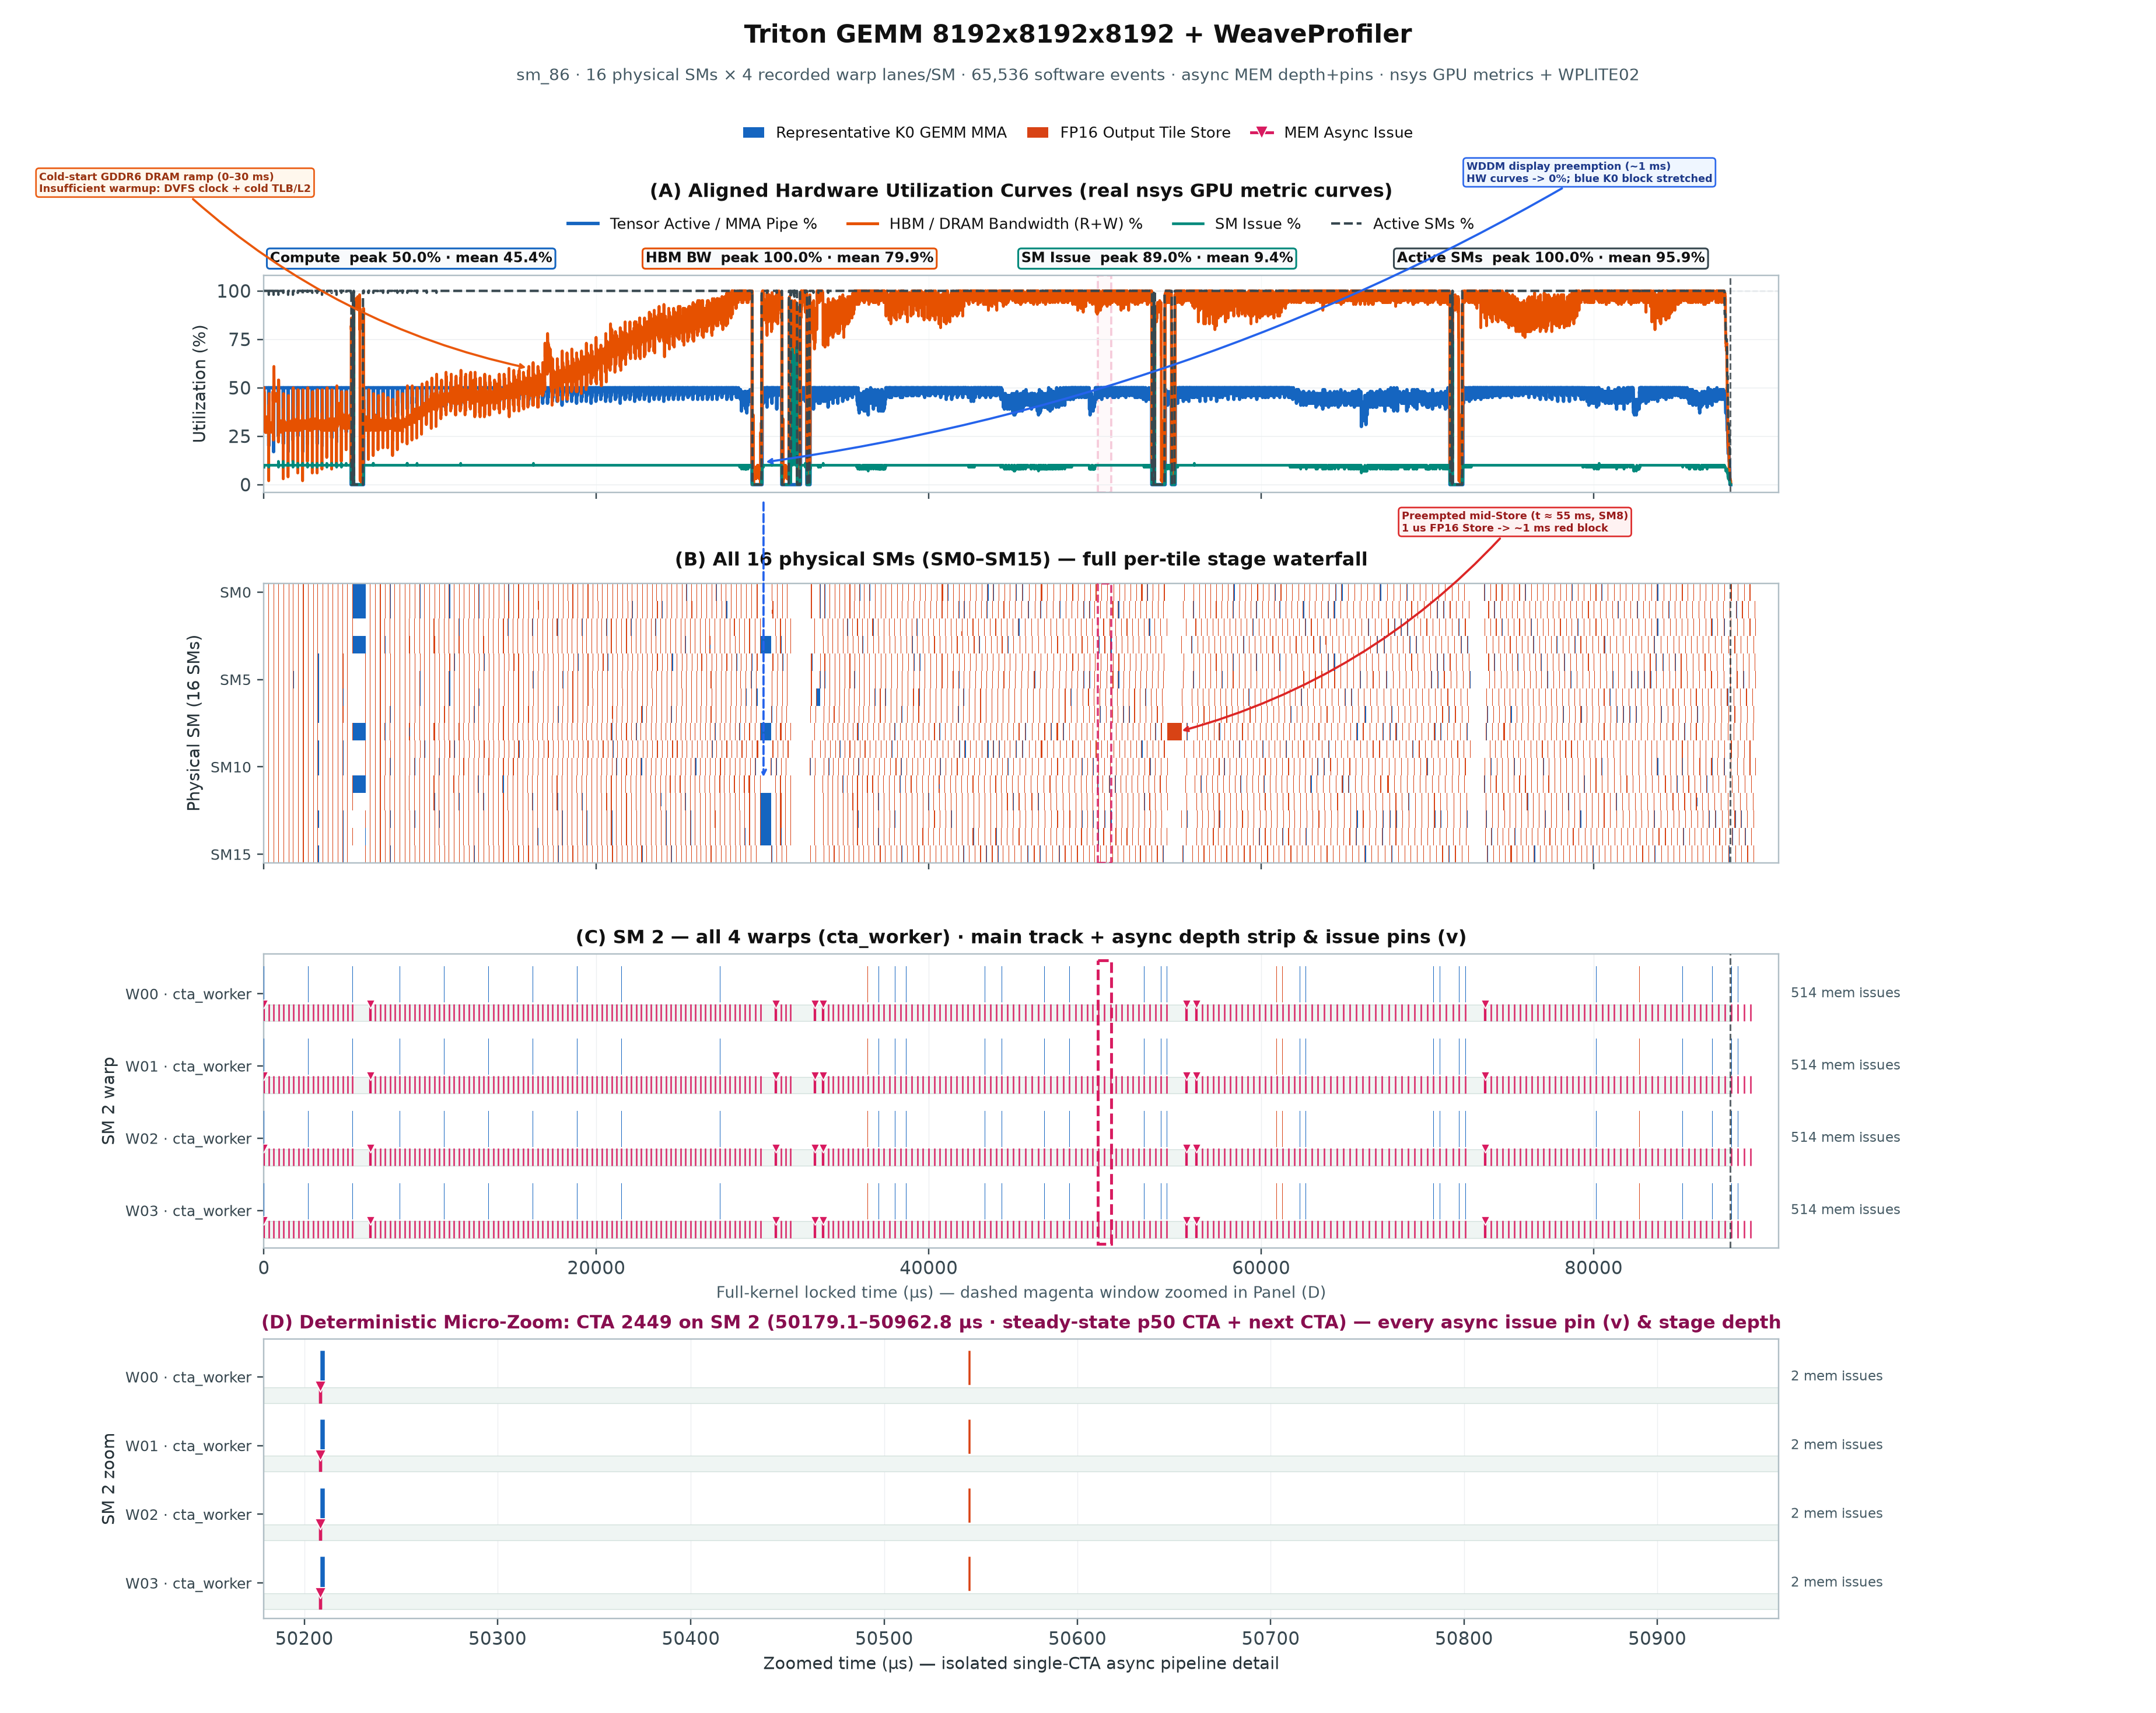 Triton GEMM 8192x8192x8192 + WeaveProfiler
sm_86 · 16 physical SMs × 4 recorded warp lanes/SM · 65,536 software events · async MEM depth+pins · nsys GPU metrics + WPLITE02
Representative K0 GEMM MMA
FP16 Output Tile Store
MEM Async Issue
Cold-start GDDR6 DRAM ramp (0–30 ms)
Insufficient warmup: DVFS clock + cold TLB/L2
WDDM display preemption (~1 ms)
HW curves -> 0%; blue K0 block stretched
(A) Aligned Hardware Utilization Curves (real nsys GPU metric curves)
Tensor Active / MMA Pipe %
HBM / DRAM Bandwidth (R+W) %
SM Issue %
Active SMs %
Compute  peak 50.0% · mean 45.4%
HBM BW  peak 100.0% · mean 79.9%
SM Issue  peak 89.0% · mean 9.4%
Active SMs  peak 100.0% · mean 95.9%
Utilization (%)
100
75
50
25
0
Preempted mid-Store (t ≈ 55 ms, SM8)
1 us FP16 Store -> ~1 ms red block
(B) All 16 physical SMs (SM0–SM15) — full per-tile stage waterfall
Physical SM (16 SMs)
SM0
SM5
SM10
SM15
(C) SM 2 — all 4 warps (cta_worker) · main track + async depth strip & issue pins (v)
SM 2 warp
W00 · cta_worker
514 mem issues
W01 · cta_worker
514 mem issues
W02 · cta_worker
514 mem issues
W03 · cta_worker
514 mem issues
0
20000
40000
60000
80000
Full-kernel locked time (µs) — dashed magenta window zoomed in Panel (D)
(D) Deterministic Micro-Zoom: CTA 2449 on SM 2 (50179.1–50962.8 µs · steady-state p50 CTA + next CTA) — every async issue pin (v) & stage depth
SM 2 zoom
W00 · cta_worker
2 mem issues
W01 · cta_worker
2 mem issues
W02 · cta_worker
2 mem issues
W03 · cta_worker
2 mem issues
50200
50300
50400
50500
50600
50700
50800
50900
Zoomed time (µs) — isolated single-CTA async pipeline detail